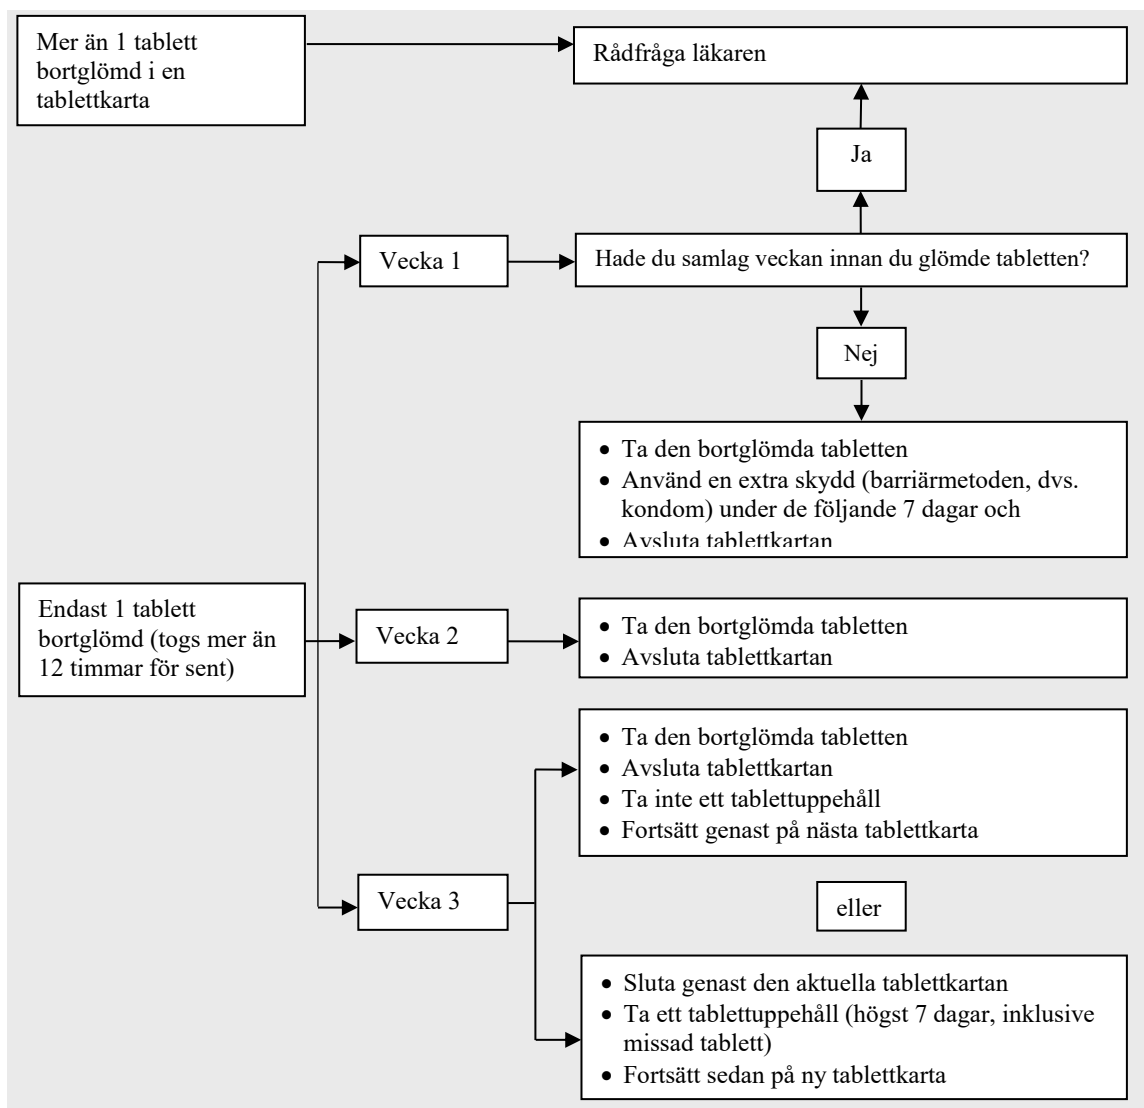 Mer än 1 tablett
bortglömd i en
tablettkarta
Rådfråga läkaren
Ja
Vecka 1
Hade du samlag veckan innan du glömde tabletten?
Nej
• Ta den bortglömda tabletten
• Använd en extra skydd (barriärmetoden, dvs.
kondom) under de följande 7 dagar och
• Avsluta tablettkartan
Endast 1 tablett
bortglömd (togs mer än
12 timmar för sent)
Vecka 2
• Ta den bortglömda tabletten
• Avsluta tablettkartan
• Ta den bortglömda tabletten
• Avsluta tablettkartan
• Ta inte ett tablettuppehåll
• Fortsätt genast på nästa tablettkarta
Vecka 3
eller
• Sluta genast den aktuella tablettkartan
• Ta ett tablettuppehåll (högst 7 dagar, inklusive
missad tablett)
• Fortsätt sedan på ny tablettkarta